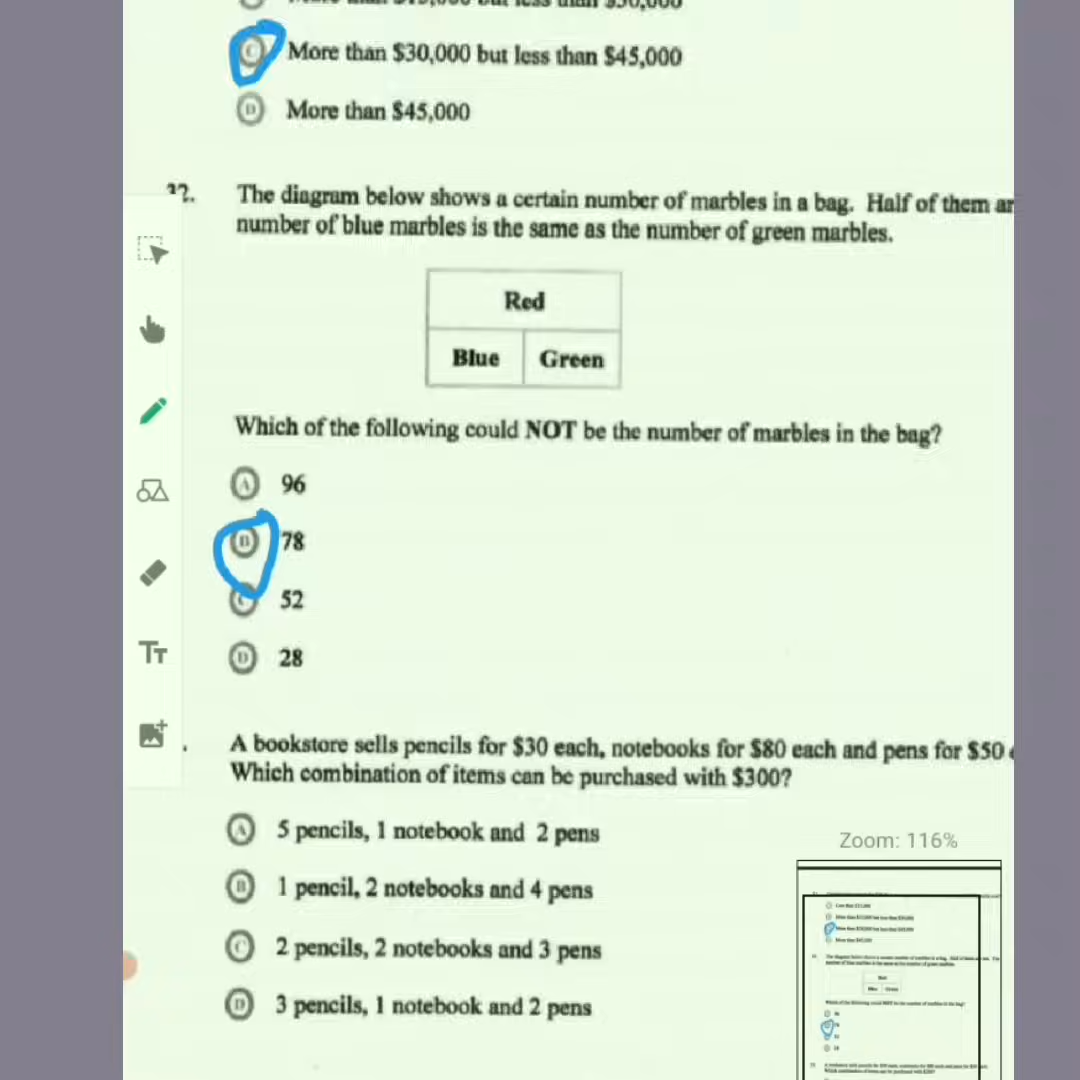 More than $30,000 but less than $45,000
D More than $45,000
The diagram below shows a certain number of marbles in a bag. Half of them
number of blue marbles is the same as the number of green marbles.
Red
Blue Green
Which of the following could NOT be the number of marbles in the bag?
A 96
B 78
C 52
D 28
A bookstore sells pencils for $30 each, notebooks for $80 each and pens for $50
Which combination of items can be purchased with $300?
A 5 pencils, 1 notebook and 2 pens
B 1 pencil, 2 notebooks and 4 pens
C 2 pencils, 2 notebooks and 3 pens
D 3 pencils, 1 notebook and 2 pens
TT
Zoom: 116%